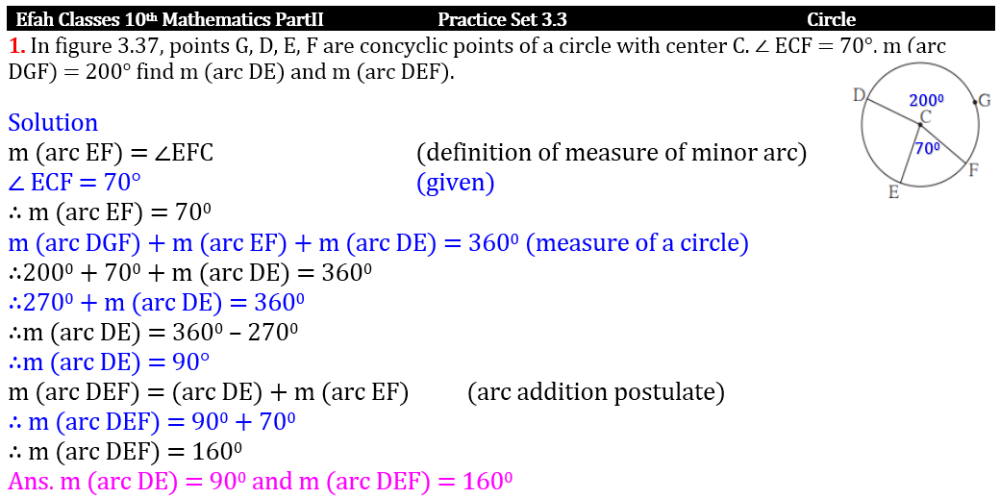 Efah Classes 10th Mathematics PartII Practice Set 3.3 Circle
1. In figure 3.37, points G, D, E, F are concyclic points of a circle with center C. ∠ ECF = 70°. m (arc
DGF) = 200° find m (arc DE) and m (arc DEF).
D
200⁰
G
C
70⁰
F
E
Solution
m (arc EF) = ∠EFC (definition of measure of minor arc)
∠ ECF = 70° (given)
∴ m (arc EF) = 70⁰
m (arc DGF) + m (arc EF) + m (arc DE) = 360⁰ (measure of a circle)
∴200⁰ + 70⁰ + m (arc DE) = 360⁰
∴270⁰ + m (arc DE) = 360⁰
∴m (arc DE) = 360⁰ – 270⁰
∴m (arc DE) = 90°
m (arc DEF) = (arc DE) + m (arc EF) (arc addition postulate)
∴ m (arc DEF) = 90⁰ + 70⁰
∴ m (arc DEF) = 160⁰
Ans. m (arc DE) = 90⁰ and m (arc DEF) = 160⁰